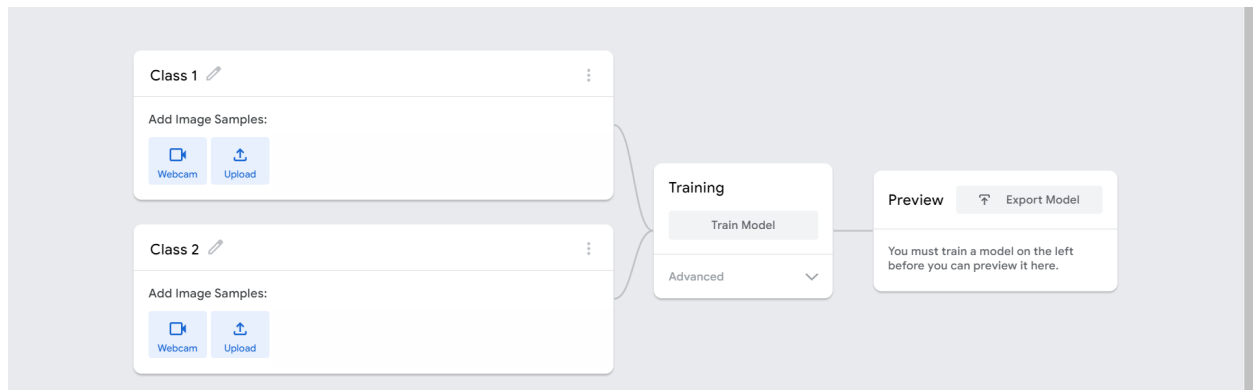 Class 1
Add Image Samples:
Webcam
Upload
Class 2
Add Image Samples:
Webcam
Upload
Training
Train Model
Advanced
Preview
Export Model
You must train a model on the left
before you can preview it here.